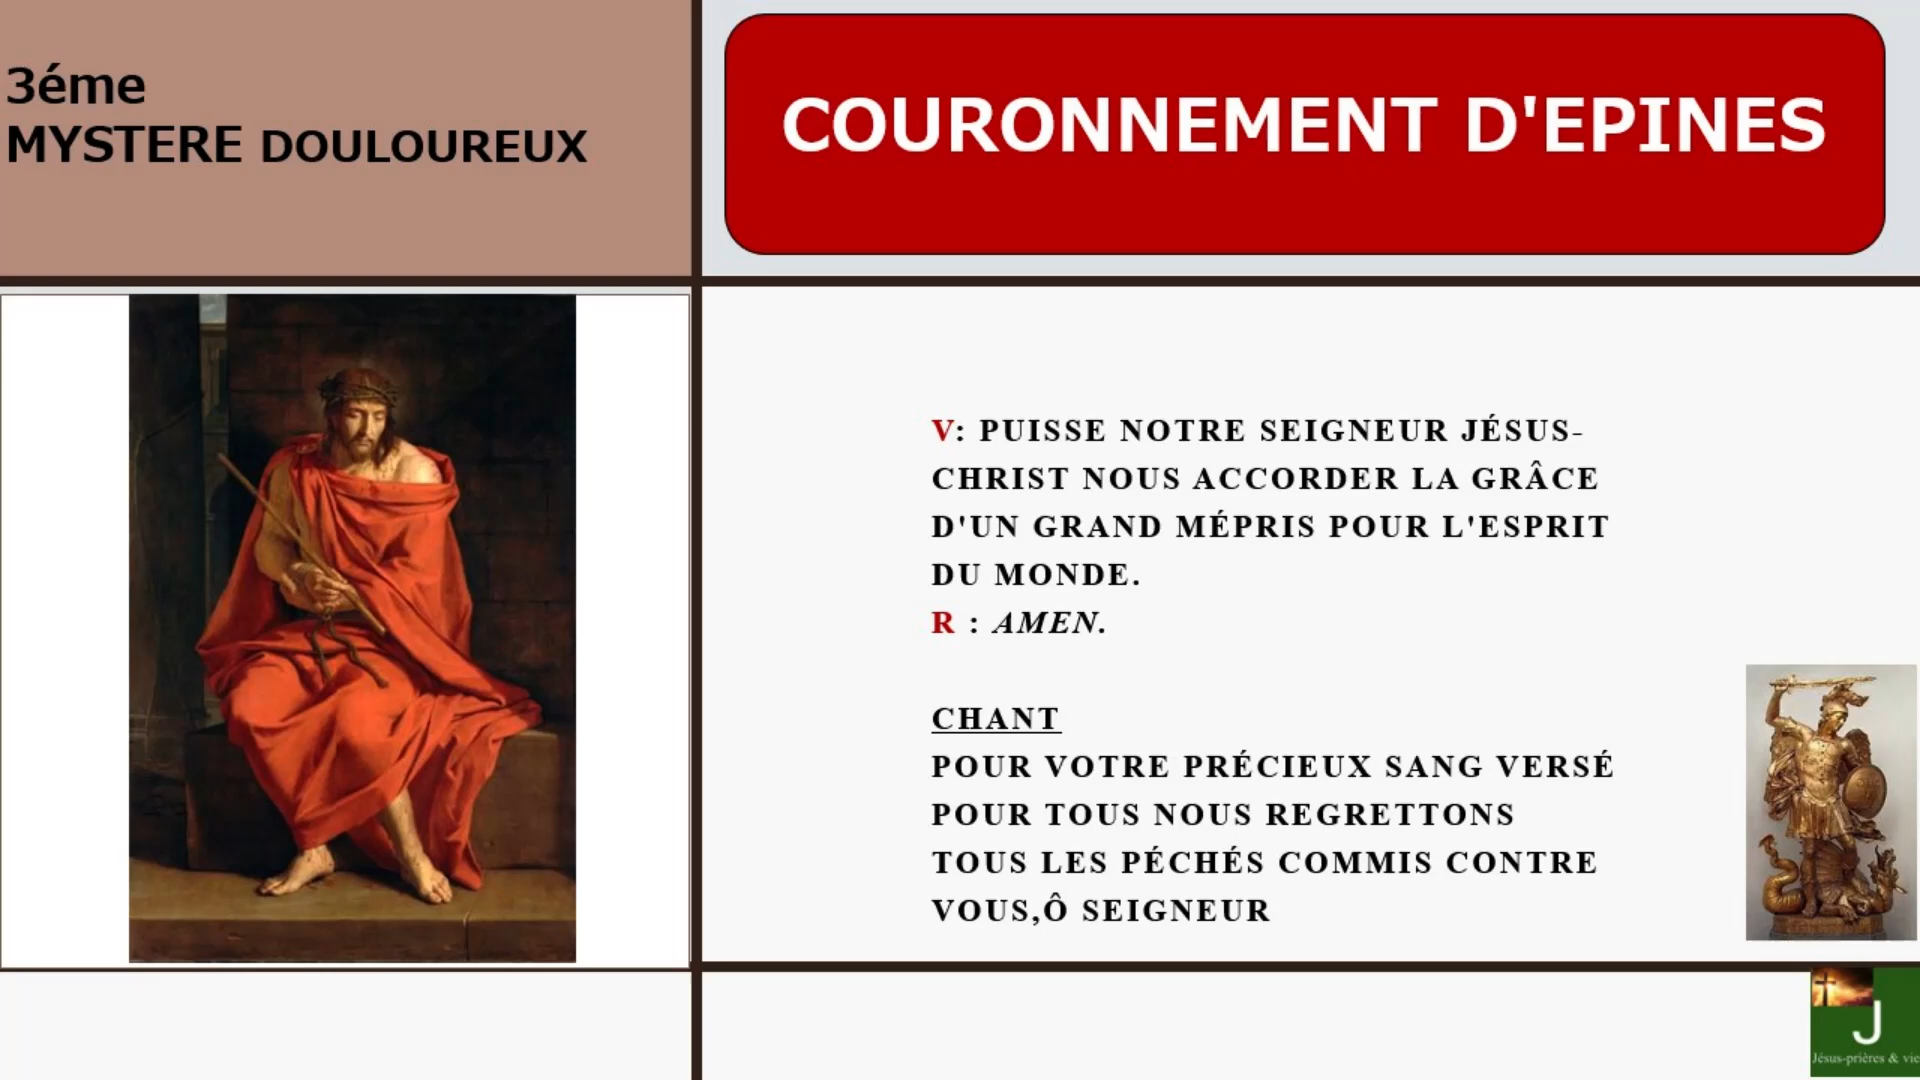 3éme
MYSTERE DOULOUREUX
COURONNEMENT D'EPINES
V: PUISSE NOTRE SEIGNEUR JÉSUS-
CHRIST NOUS ACCORDER LA GRÂCE
D'UN GRAND MÉPRIS POUR L'ESPRIT
DU MONDE.
R : AMEN.
CHANT
POUR VOTRE PRÉCIEUX SANG VERSÉ
POUR TOUS NOUS REGRETTONS
TOUS LES PÉCHÉS COMMIS CONTRE
VOUS,Ô SEIGNEUR
J
Jésus-prières & vie